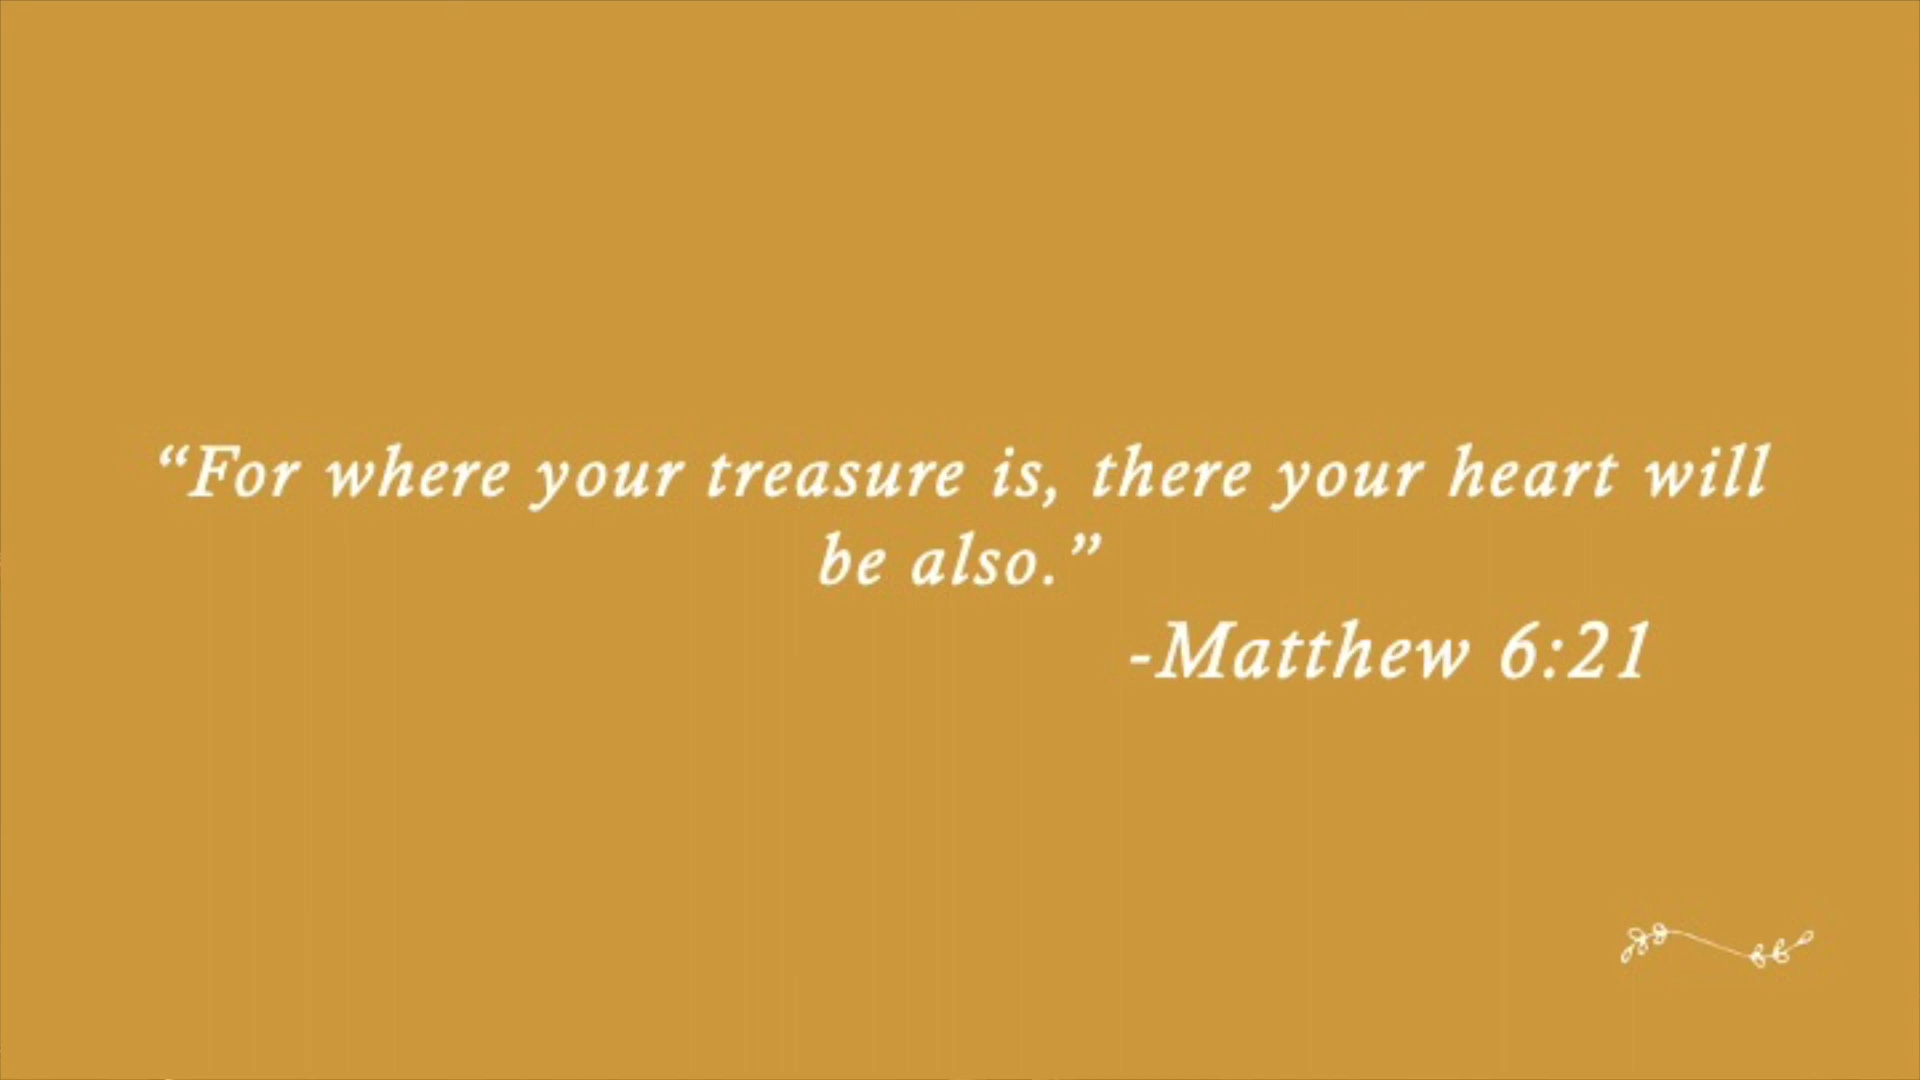 “For where your treasure is, there your heart will
be also.”
-Matthew 6:21